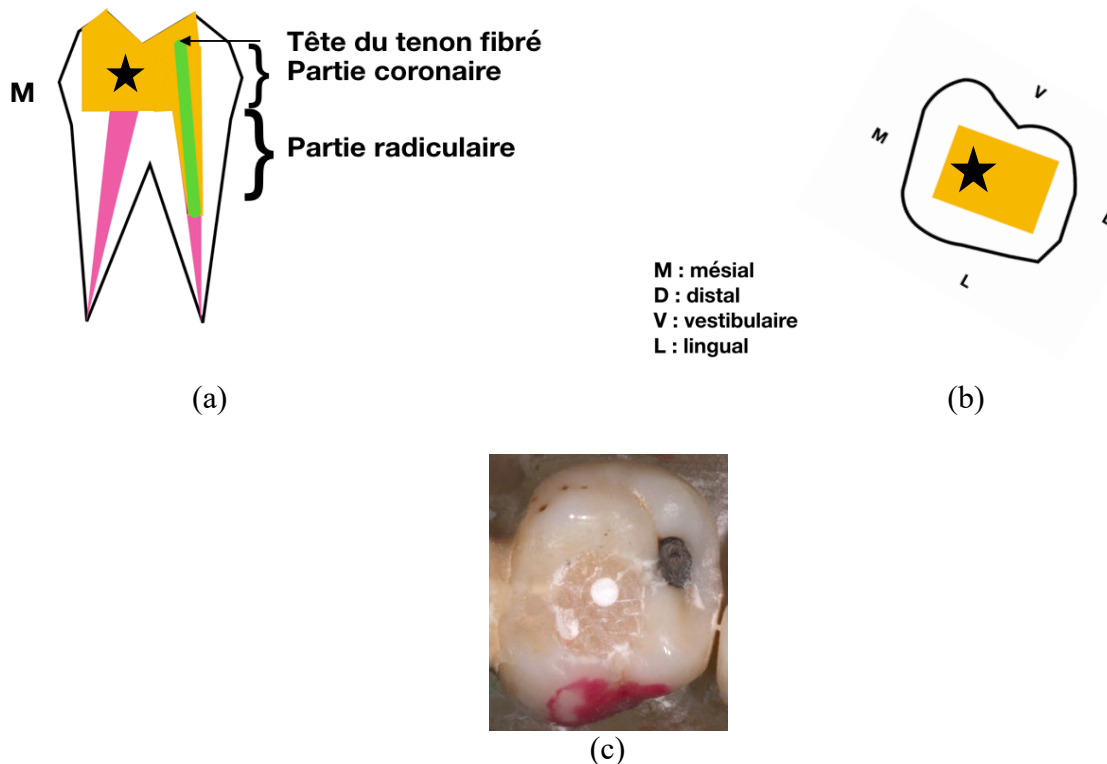 Tête du tenon fibré
Partie coronaire
M
Partie radiculaire
V
M
L
M : mésial
D : distal
V : vestibulaire
L : lingual
(a)
(b)
(c)